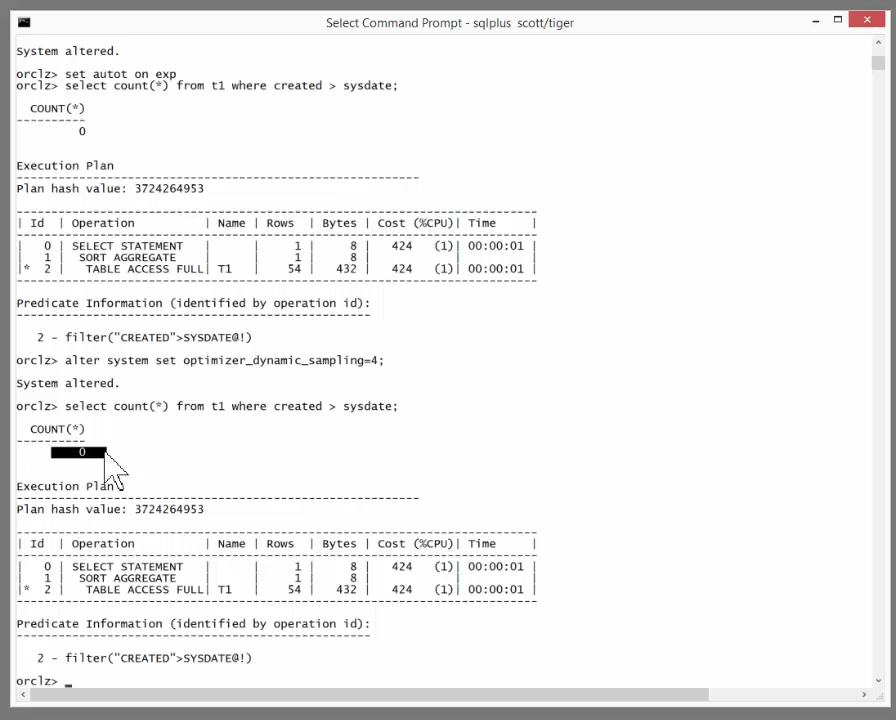 Select Command Prompt - sqlplus scott/tiger
System altered.
orclz> set autot on exp
orclz> select count(*) from t1 where created > sysdate;
COUNT(*)
----------
0
Execution Plan
----------------------------------------------------------
Plan hash value: 3724264953
---------------------------------------------------------------------------
| Id | Operation | Name | Rows | Bytes | Cost (%CPU)| Time |
---------------------------------------------------------------------------
| 0 | SELECT STATEMENT | | 1 | 8 | 424 (1)| 00:00:01 |
| 1 | SORT AGGREGATE | | 1 | 8 | | |
|* 2 | TABLE ACCESS FULL| T1 | 54 | 432 | 424 (1)| 00:00:01 |
---------------------------------------------------------------------------
Predicate Information (identified by operation id):
---------------------------------------------------
2 - filter("CREATED">SYSDATE@!)
orclz> alter system set optimizer_dynamic_sampling=4;
System altered.
orclz> select count(*) from t1 where created > sysdate;
COUNT(*)
----------
0
Execution Plan
----------------------------------------------------------
Plan hash value: 3724264953
---------------------------------------------------------------------------
| Id | Operation | Name | Rows | Bytes | Cost (%CPU)| Time |
---------------------------------------------------------------------------
| 0 | SELECT STATEMENT | | 1 | 8 | 424 (1)| 00:00:01 |
| 1 | SORT AGGREGATE | | 1 | 8 | | |
|* 2 | TABLE ACCESS FULL| T1 | 54 | 432 | 424 (1)| 00:00:01 |
---------------------------------------------------------------------------
Predicate Information (identified by operation id):
---------------------------------------------------
2 - filter("CREATED">SYSDATE@!)
orclz> _